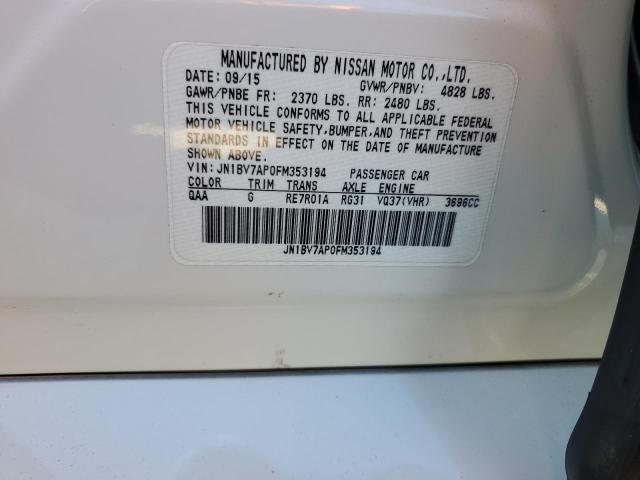 MANUFACTURED BY NISSAN MOTOR CO.,LTD.
DATE: 09/15 GVWR/PNBV: 4828 LBS.
GAWR/PNBE FR: 2370 LBS. RR: 2480 LBS.
THIS VEHICLE CONFORMS TO ALL APPLICABLE FEDERAL
MOTOR VEHICLE SAFETY,BUMPER,AND THEFT PREVENTION
STANDARDS IN EFFECT ON THE DATE OF MANUFACTURE
SHOWN ABOVE.
VIN:JN1BV7AP0FM353194 PASSENGER CAR
COLOR TRIM TRANS AXLE ENGINE
QAA G RE7R01A RG31 VQ37(VHR) 3696CC
JN1BV7AP0FM353194